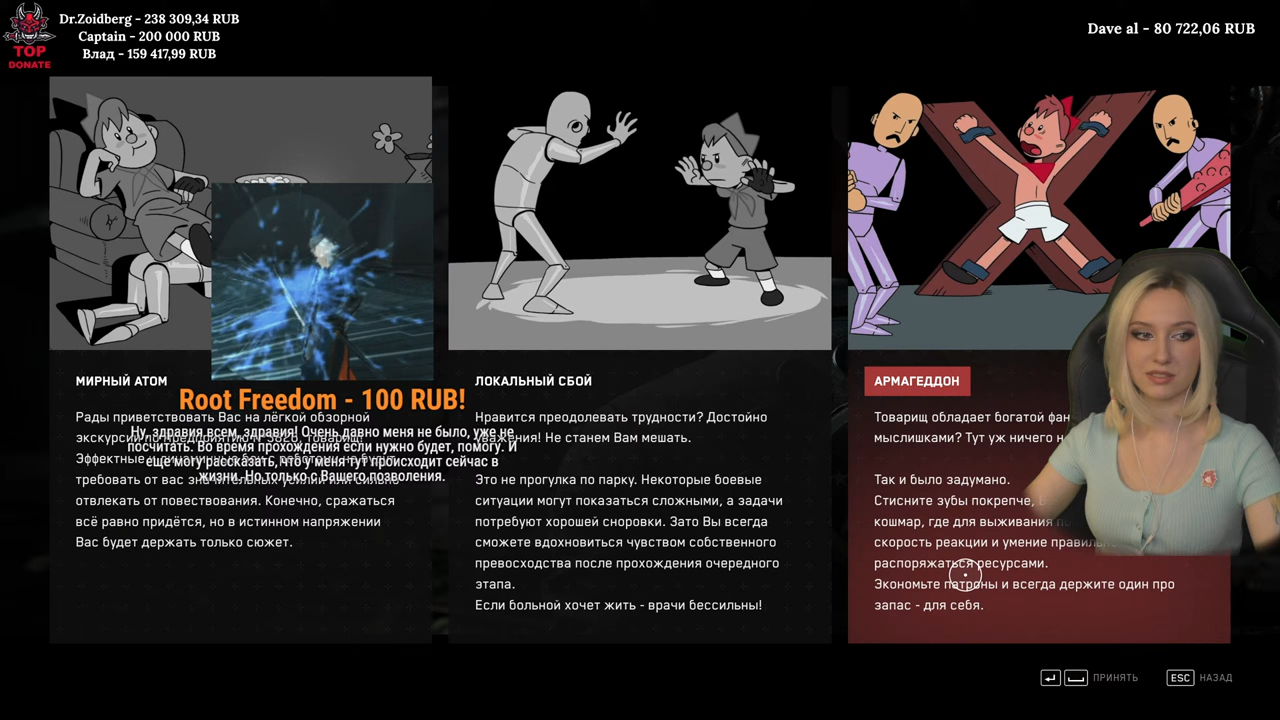 Dr.Zoidberg - 238 309,34 RUB
Captain - 200 000 RUB
Влад - 159 417,99 RUB
TOP
DONATE
Dave al - 80 722,06 RUB
МИРНЫЙ АТОМ
Root Freedom - 100 RUB!
Рады приветствовать Вас на лёгкой обзорной
Ну, здравия всем, здравия! Очень давно меня не было, уже не
посчитать. Во время прохождения если нужно будет, помогу. И
еще могу рассказать, что у меня тут происходит сейчас в
жизни. Но только с Вашего позволения.
отвлекать от повествования. Конечно, сражаться
всё равно придётся, но в истинном напряжении
Вас будет держать только сюжет.
ЛОКАЛЬНЫЙ СБОЙ
Нравится преодолевать трудности? Достойно
уважения! Не станем Вам мешать.
Это не прогулка по парку. Некоторые боевые
ситуации могут показаться сложными, а задачи
потребуют хорошей сноровки. Зато Вы всегда
сможете вдохновиться чувством собственного
превосходства после прохождения очередного
этапа.
Если больной хочет жить - врачи бессильны!
АРМАГЕДДОН
Товарищ обладает богатой фан
мыслишками? Тут уж ничего н
Так и было задумано.
Стисните зубы покрепче,
кошмар, где для выживания
скорость реакции и умение
распоряжаться ресурсами.
Экономьте патроны и всегда держите один про
запас - для себя.
ПРИНЯТЬ
ESC НАЗАД